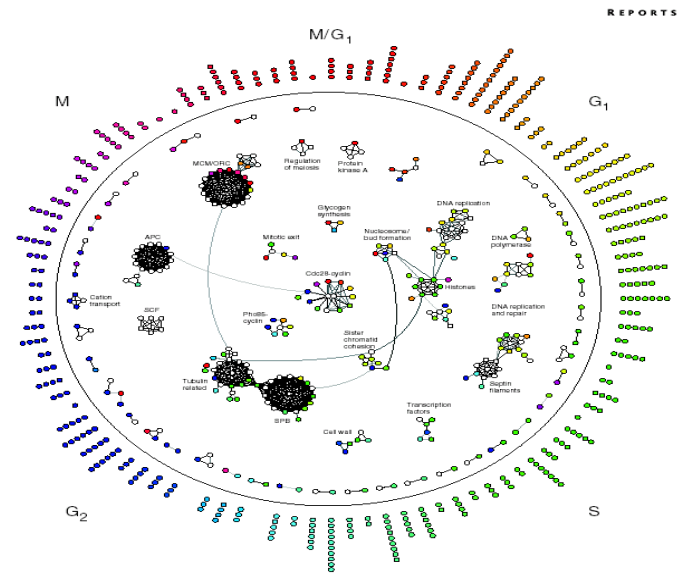 REPORTS
M/G1
M
G1
MCM/ORC
Regulation
of meiosis
Protein
kinase A
Glycogen
synthesis
DNA replication
Nucleosome/
bud formation
APC
Mitotic exit
DNA
polymerase
Cdc28-cyclin
Histones
Cation
transport
SCF
Pho85-
cyclin
DNA replication
and repair
Sister
chromatid
cohesion
Tubulin
related
Septin
filaments
SPB
Transcription
factors
Cell wall
G2
S